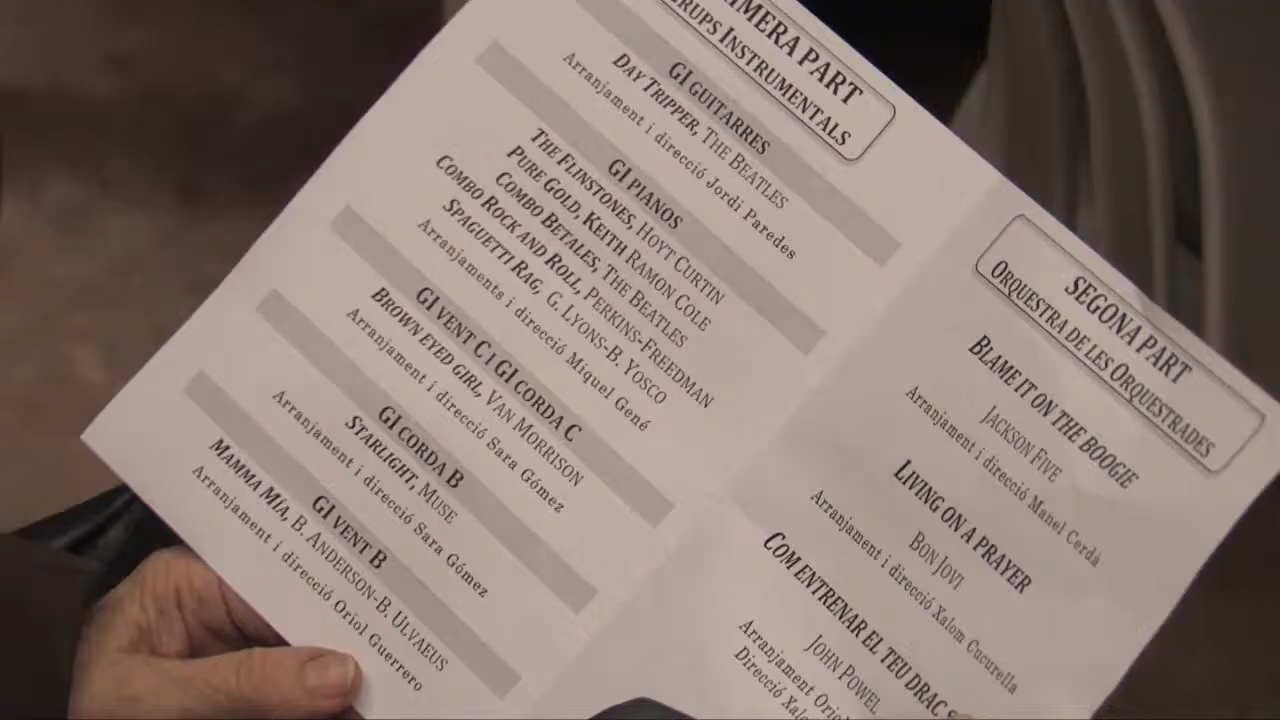 PART
INSTRUMENTALS
GI GUITARRES
DAY TRIPPER, THE BEATLES
Arranjament i direcció Jordi Paredes
GI PIANOS
THE FLINSTONES, HOYT CURTIN
PURE GOLD, KEITH RAMON COLE
COMBO BETALES, THE BEATLES
COMBO ROCK AND ROLL, PERKINS-FREEDMAN
SPAGUETTI RAG, G. LYONS-B. YOSCO
Arranjaments i direcció Miquel Gené
GI VENT C I GI CORDA C
BROWN EYED GIRL, VAN MORRISON
Arranjament i direcció Sara Gómez
GI CORDA B
STARLIGHT, MUSE
Arranjament i direcció Sara Gómez
GI VENT B
MAMMA MÍA, B. ANDERSON-B. ULVAEUS
Arranjament i direcció Oriol Guerrero
SEGONA PART
ORQUESTRA DE LES ORQUESTRADES
BLAME IT ON THE BOOGIE
JACKSON FIVE
Arranjament i direcció Manel Cerdà
LIVING ON A PRAYER
BON JOVI
Arranjament i direcció Xalom Cucurella
COM ENTRENAR EL TEU DRAC
JOHN POWEL
Arranjament
Direcció